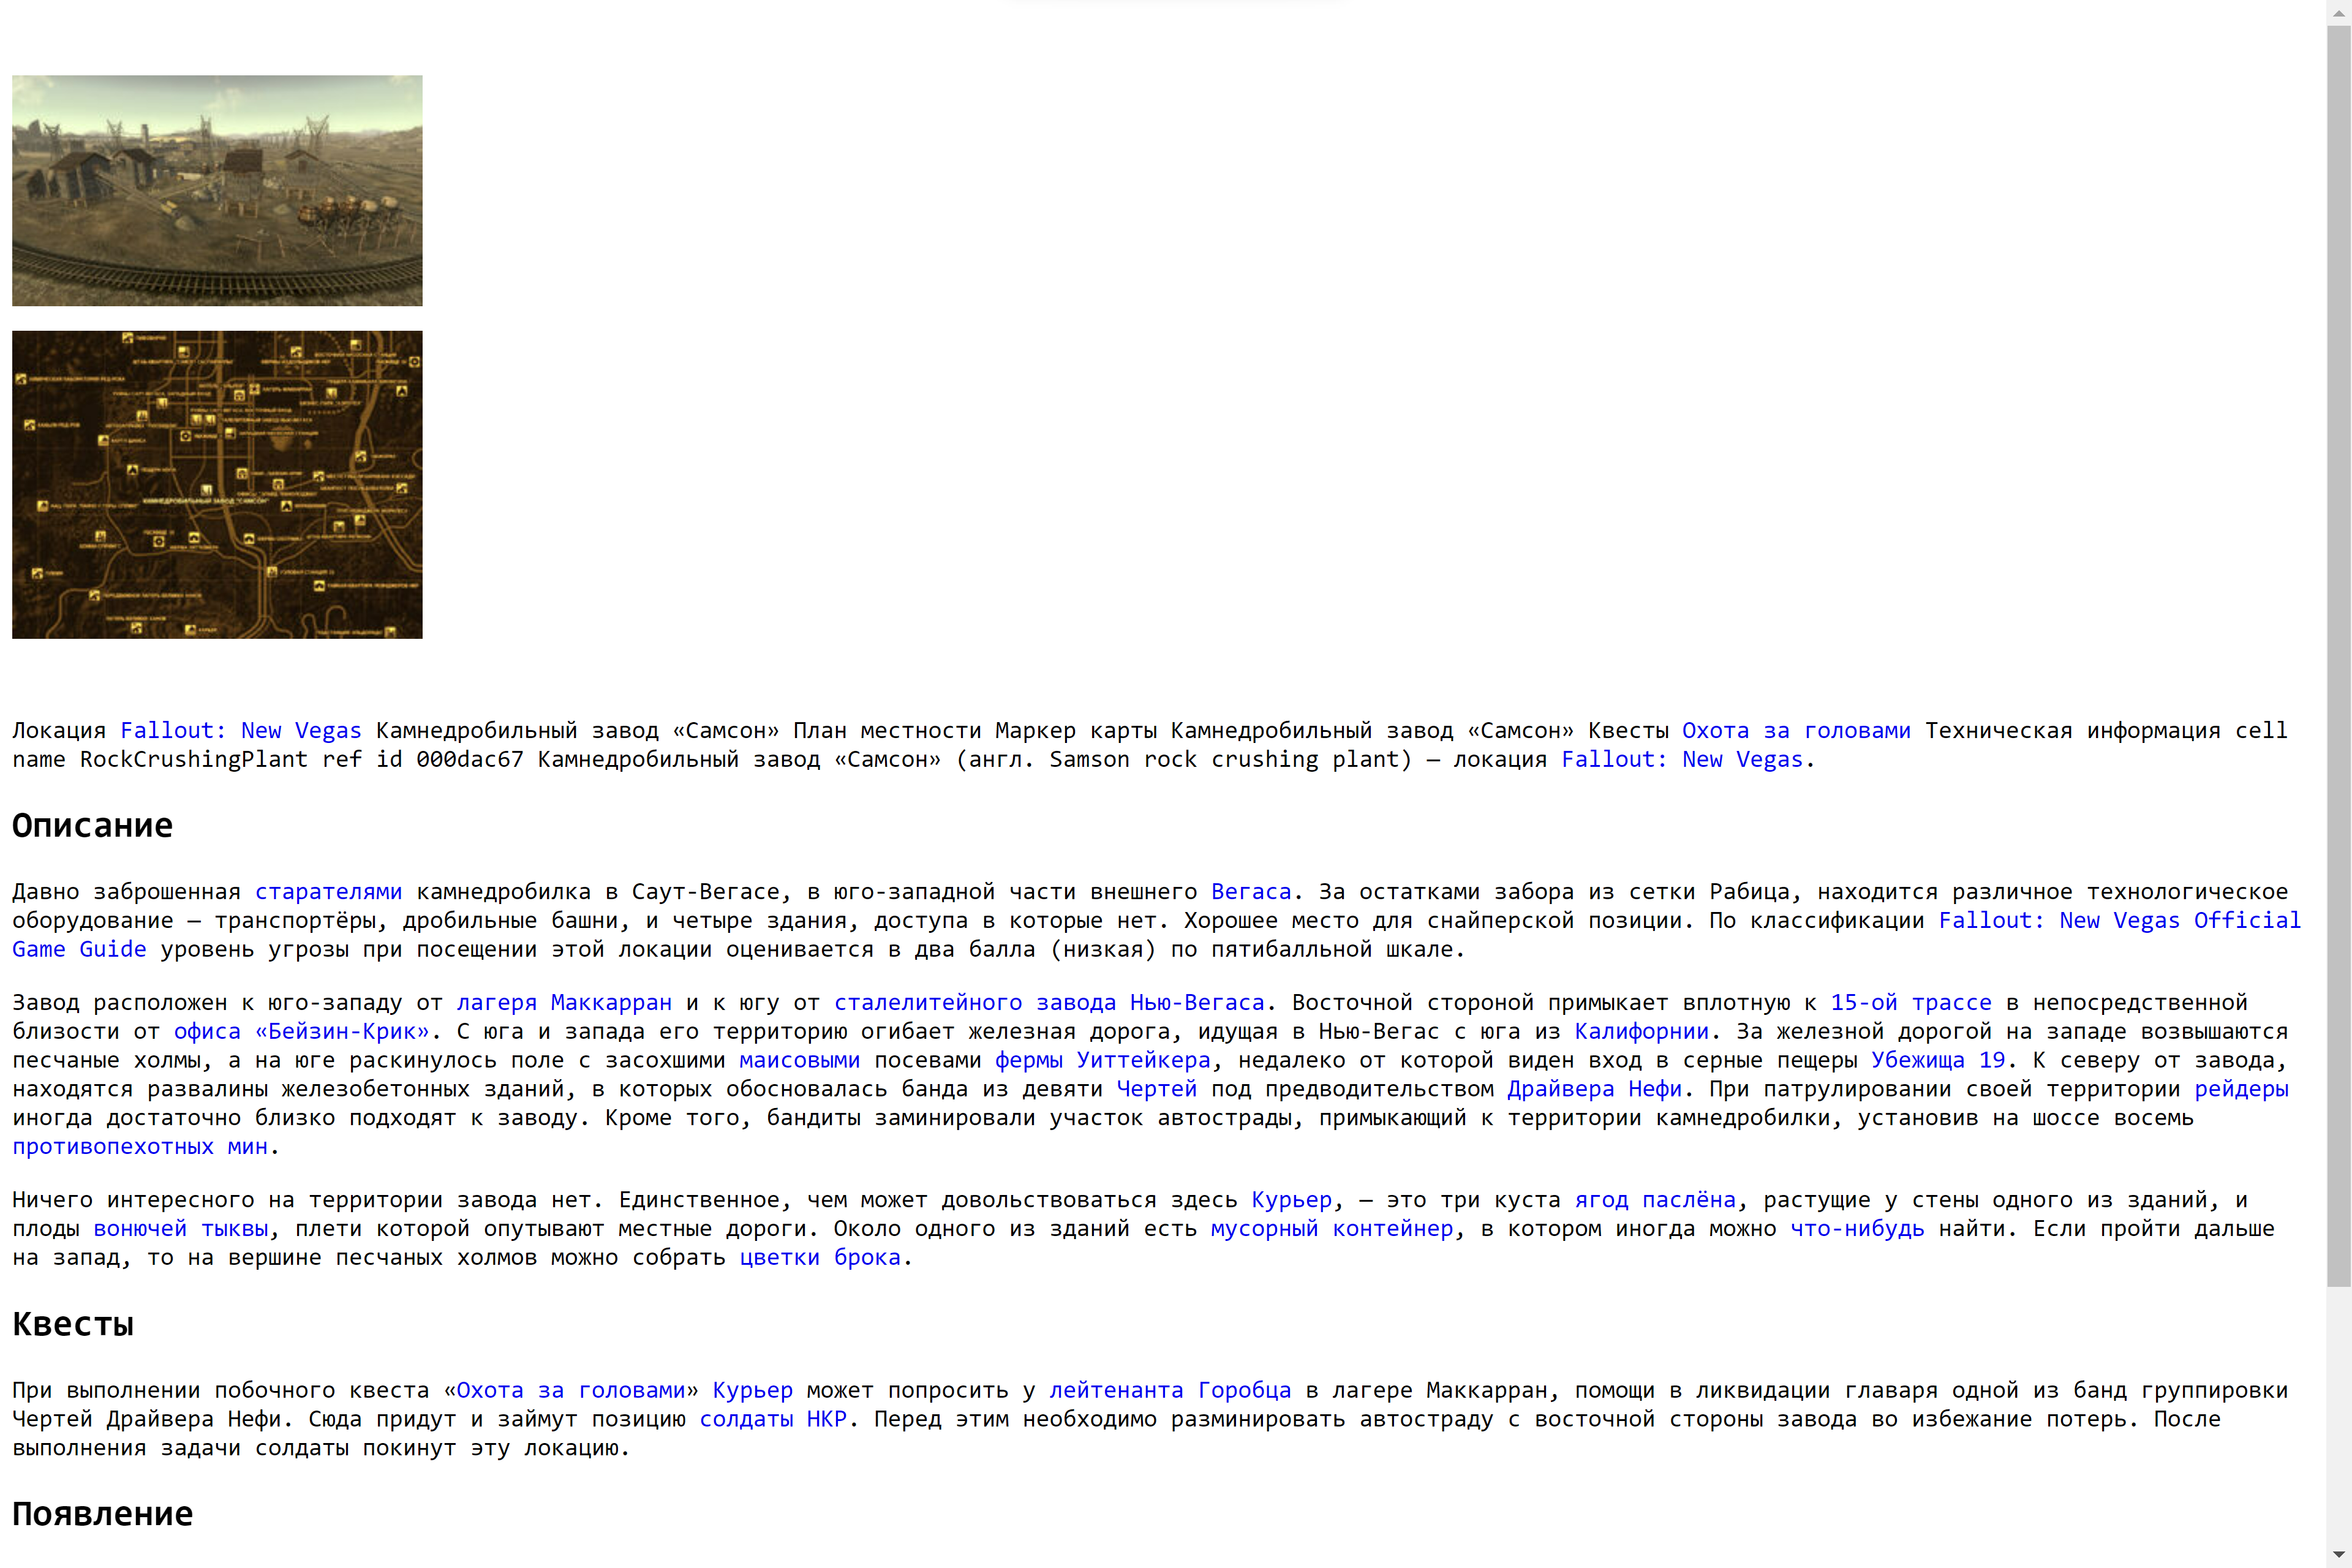 КАМНЕДРОБИЛЬНЫЙ ЗАВОД "САМСОН"
Локация Fallout: New Vegas Камнедробильный завод «Самсон» План местности Маркер карты Камнедробильный завод «Самсон» Квесты Охота за головами Техническая информация cell
name RockCrushingPlant ref id 000dac67 Камнедробильный завод «Самсон» (англ. Samson rock crushing plant) — локация Fallout: New Vegas.
Описание
Давно заброшенная старателями камнедробилка в Саут-Вегасе, в юго-западной части внешнего Вегаса. За остатками забора из сетки Рабица, находится различное технологическое
оборудование — транспортёры, дробильные башни, и четыре здания, доступа в которые нет. Хорошее место для снайперской позиции. По классификации Fallout: New Vegas Official
Game Guide уровень угрозы при посещении этой локации оценивается в два балла (низкая) по пятибалльной шкале.
Завод расположен к юго-западу от лагеря Маккарран и к югу от сталелитейного завода Нью-Вегаса. Восточной стороной примыкает вплотную к 15-ой трассе в непосредственной
близости от офиса «Бейзин-Крик». С юга и запада его территорию огибает железная дорога, идущая в Нью-Вегас с юга из Калифорнии. За железной дорогой на западе возвышаются
песчаные холмы, а на юге раскинулось поле с засохшими маисовыми посевами фермы Уиттейкера, недалеко от которой виден вход в серные пещеры Убежища 19. К северу от завода,
находятся развалины железобетонных зданий, в которых обосновалась банда из девяти Чертей под предводительством Драйвера Нефи. При патрулировании своей территории рейдеры
иногда достаточно близко подходят к заводу. Кроме того, бандиты заминировали участок автострады, примыкающий к территории камнедробилки, установив на шоссе восемь
противопехотных мин.
Ничего интересного на территории завода нет. Единственное, чем может довольствоваться здесь Курьер, — это три куста ягод паслёна, растущие у стены одного из зданий, и
плоды вонючей тыквы, плети которой опутывают местные дороги. Около одного из зданий есть мусорный контейнер, в котором иногда можно что-нибудь найти. Если пройти дальше
на запад, то на вершине песчаных холмов можно собрать цветки брока.
Квесты
При выполнении побочного квеста «Охота за головами» Курьер может попросить у лейтенанта Горобца в лагере Маккарран, помощи в ликвидации главаря одной из банд группировки
Чертей Драйвера Нефи. Сюда придут и займут позицию солдаты НКР. Перед этим необходимо разминировать автостраду с восточной стороны завода во избежание потерь. После
выполнения задачи солдаты покинут эту локацию.
Появление